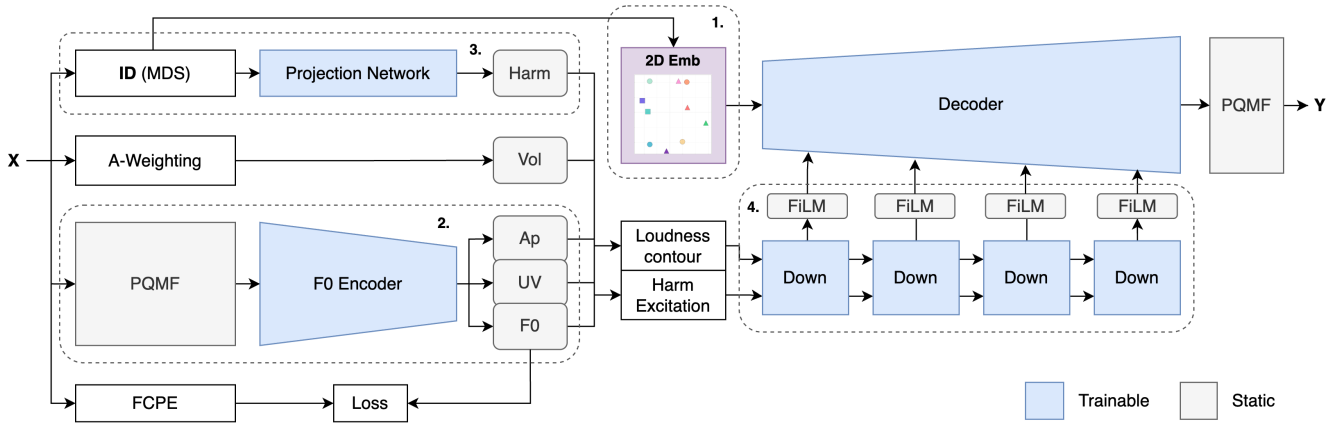 1.
3.
ID (MDS)
Projection Network
Harm
2D Emb
Decoder
PQMF
Y
X
A-Weighting
Vol
2.
PQMF
F0 Encoder
Ap
UV
F0
Loudness
contour
Harm
Excitation
4.
FiLM
FiLM
FiLM
FiLM
Down
Down
Down
Down
FCPE
Loss
Trainable
Static